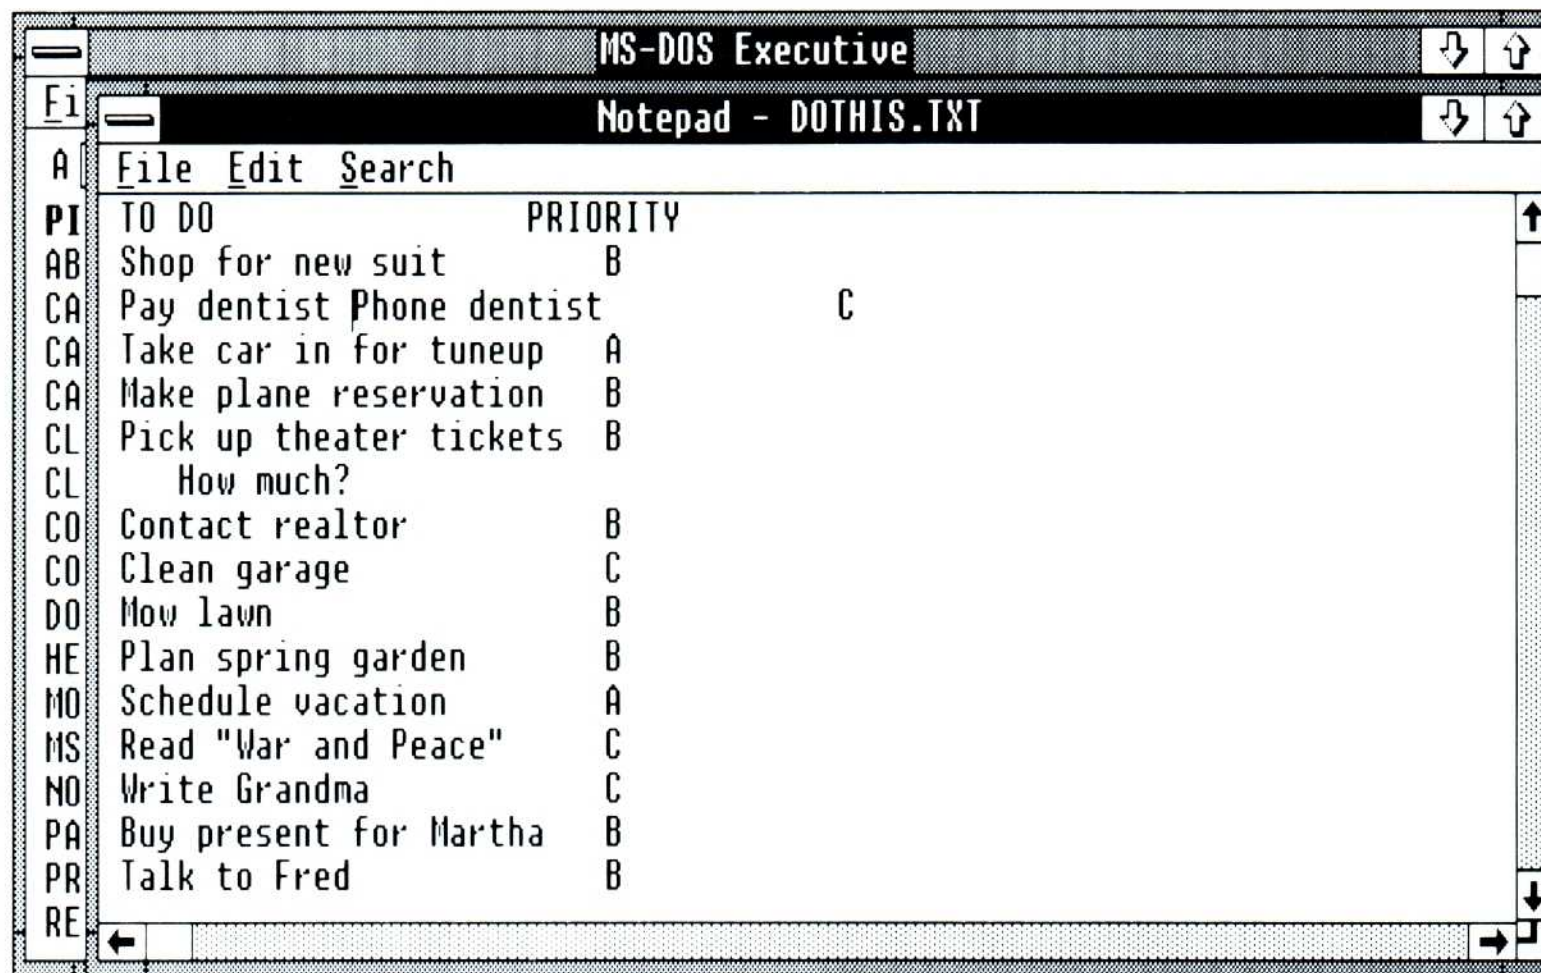 MS-DOS Executive
Fi
Notepad - DOTHIS.TXT
A
File Edit Search
PI
TO DO PRIORITY
AB
Shop for new suit B
CA
Pay dentist Phone dentist C
CA
Take car in for tuneup A
CA
Make plane reservation B
CL
Pick up theater tickets B
CL
How much?
CO
Contact realtor B
CO
Clean garage C
DO
Mow lawn B
HE
Plan spring garden B
MO
Schedule vacation A
MS
Read "War and Peace" C
NO
Write Grandma C
PA
Buy present for Martha B
PR
Talk to Fred B
RE